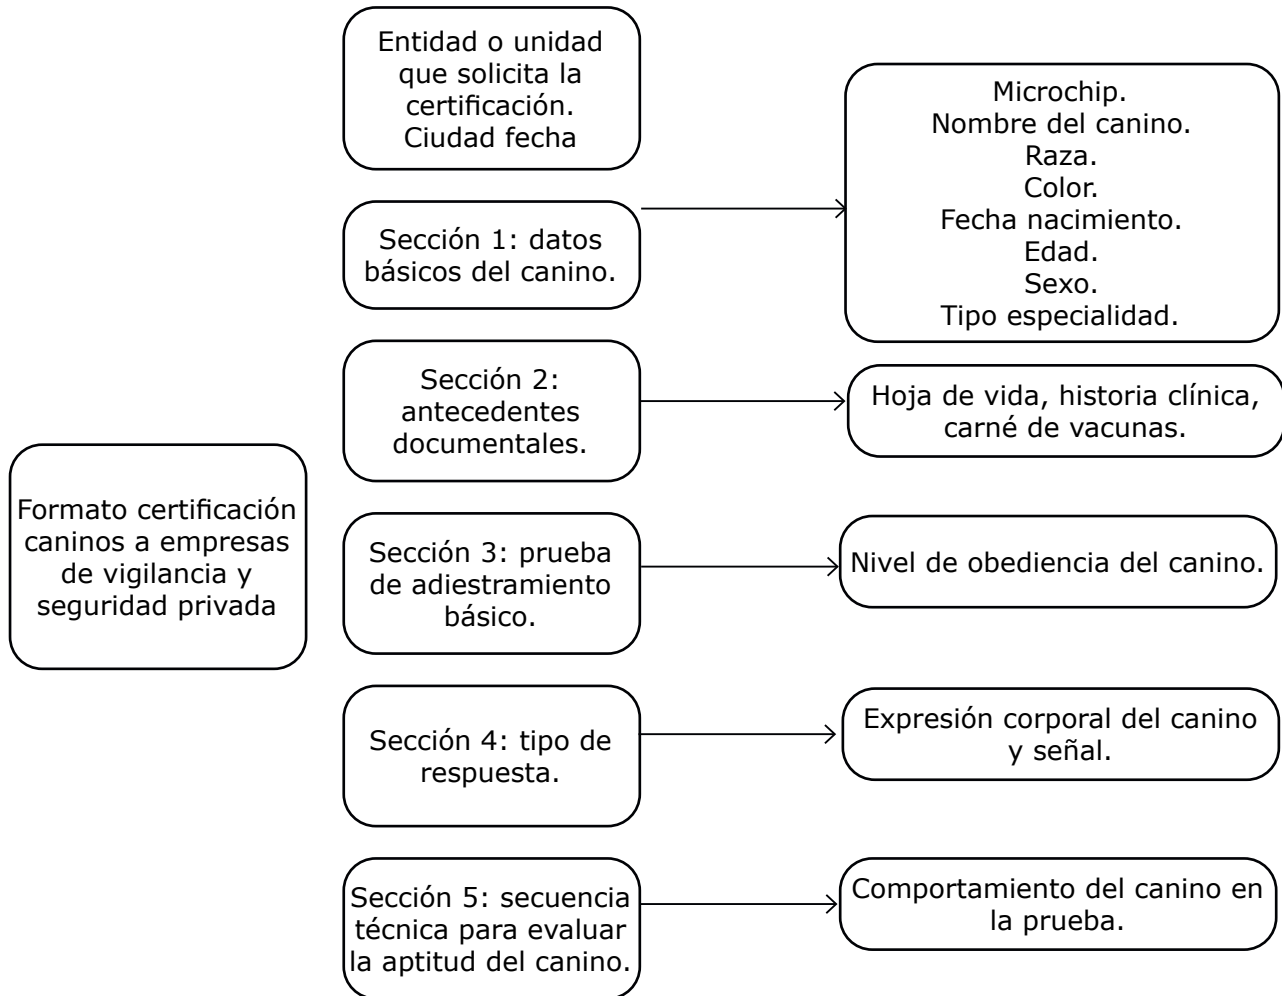 Formato certificación
caninos a empresas
de vigilancia y
seguridad privada
Entidad o unidad
que solicita la
certificación.
Ciudad fecha
Sección 1: datos
básicos del canino.
Microchip.
Nombre del canino.
Raza.
Color.
Fecha nacimiento.
Edad.
Sexo.
Tipo especialidad.
Sección 2:
antecedentes
documentales.
Hoja de vida, historia clínica,
carné de vacunas.
Sección 3: prueba
de adiestramiento
básico.
Nivel de obediencia del canino.
Sección 4: tipo de
respuesta.
Expresión corporal del canino
y señal.
Sección 5: secuencia
técnica para evaluar
la aptitud del canino.
Comportamiento del canino en
la prueba.